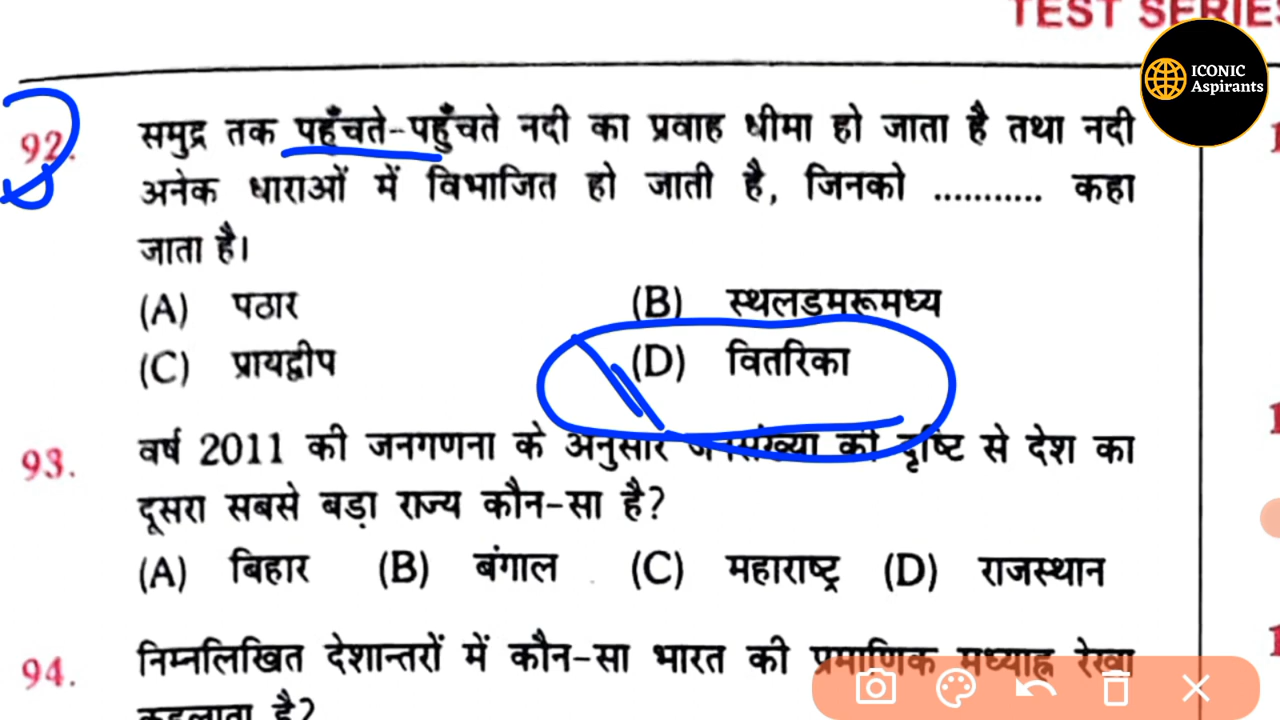 TEST SERIES
ICONIC
Aspirants
92. समुद्र तक पहुँचते-पहुँचते नदी का प्रवाह धीमा हो जाता है तथा नदी
अनेक धाराओं में विभाजित हो जाती है, जिनको ............ कहा
जाता है।
(A) पठार (B) स्थलडमरूमध्य
(C) प्रायद्वीप (D) वितरिका
93. वर्ष 2011 की जनगणना के अनुसार जनसंख्या की दृष्टि से देश का
दूसरा सबसे बड़ा राज्य कौन-सा है?
(A) बिहार (B) बंगाल (C) महाराष्ट्र (D) राजस्थान
94. निम्नलिखित देशान्तरों में कौन-सा भारत की प्रमाणिक मध्याह्न रेखा
कहलाता है?